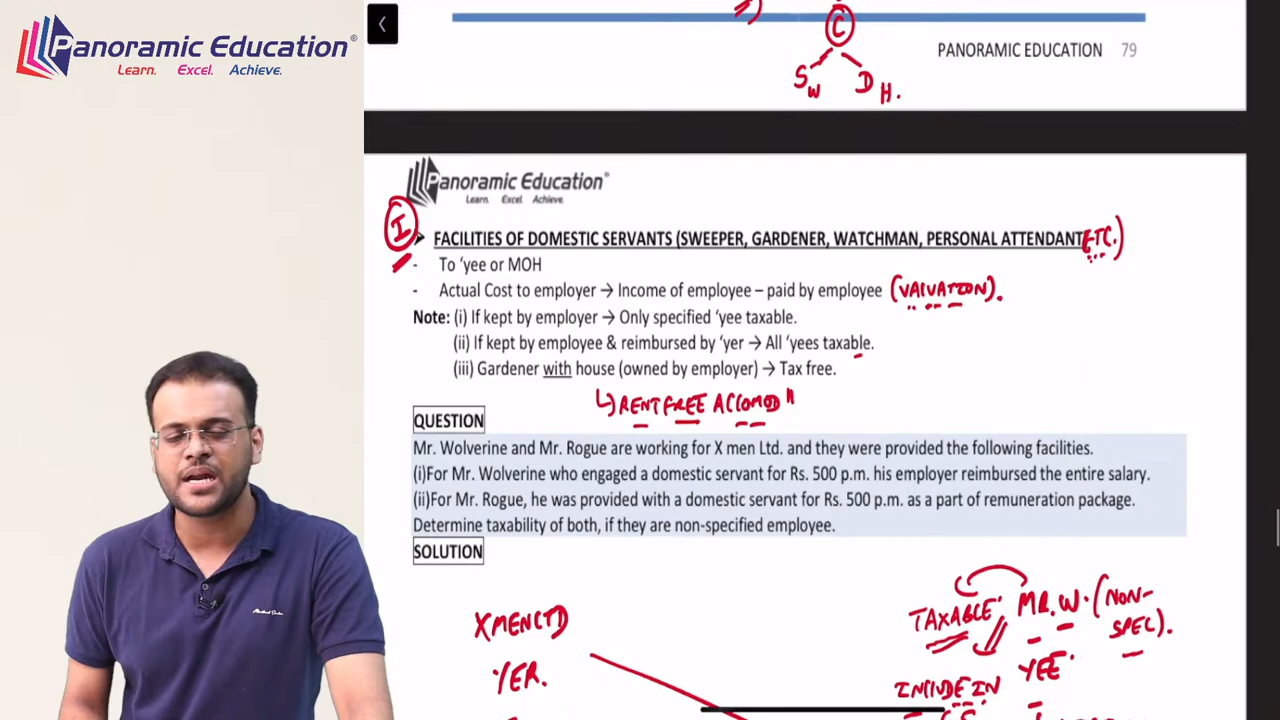 Panoramic Education®
Learn. Excel. Achieve.
C
S W D H.
PANORAMIC EDUCATION 79
Panoramic Education®
Learn. Excel. Achieve.
I
➤ FACILITIES OF DOMESTIC SERVANTS (SWEEPER, GARDENER, WATCHMAN, PERSONAL ATTENDANT ETC.)
- To ‘yee or MOH
- Actual Cost to employer → Income of employee – paid by employee (VALUATION).
Note: (i) If kept by employer → Only specified ‘yee taxable.
(ii) If kept by employee & reimbursed by ‘yer → All ‘yees taxable.
(iii) Gardener with house (owned by employer) → Tax free.
↳ RENT FREE ACCOMOD"
QUESTION
Mr. Wolverine and Mr. Rogue are working for X men Ltd. and they were provided the following facilities.
(i)For Mr. Wolverine who engaged a domestic servant for Rs. 500 p.m. his employer reimbursed the entire salary.
(ii)For Mr. Rogue, he was provided with a domestic servant for Rs. 500 p.m. as a part of remuneration package.
Determine taxability of both, if they are non-specified employee.
SOLUTION
XMEN LTD
'YER.
TAXABLE MR. W. (NON-
SPEC).
INCLUDE IN YEE